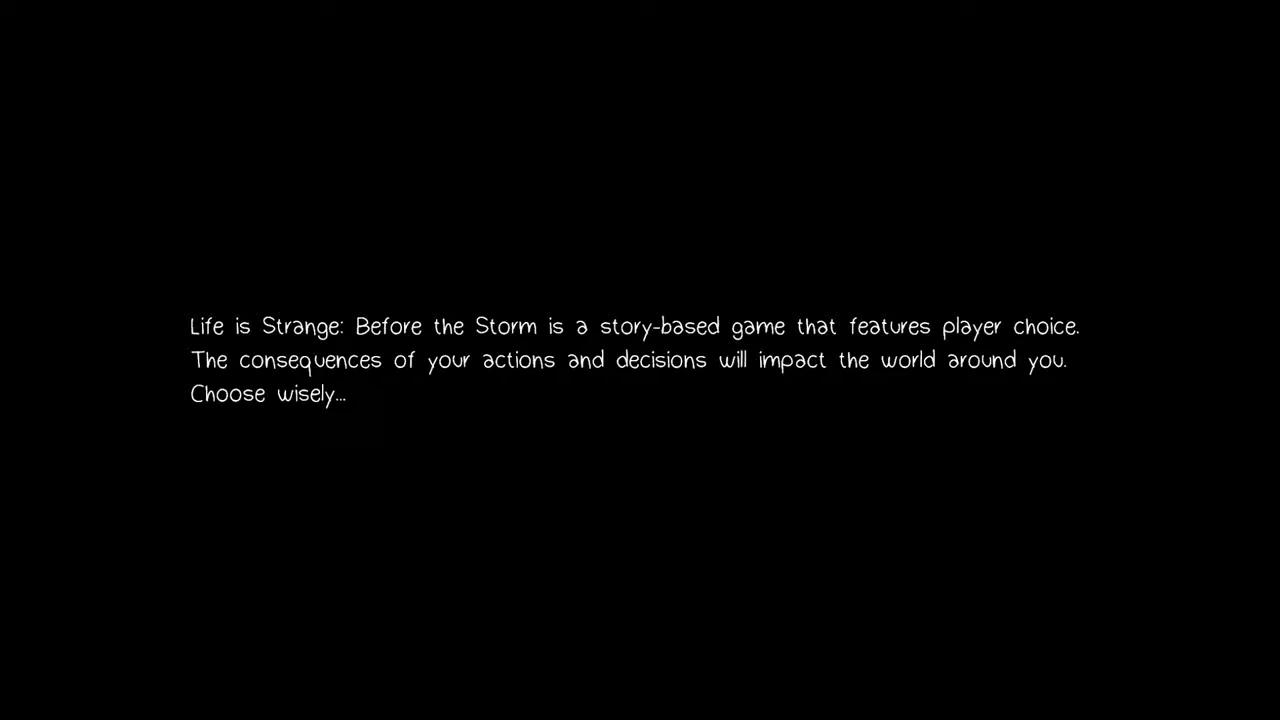 Life is Strange: Before the Storm is a story-based game that features player choice.
The consequences of your actions and decisions will impact the world around you.
Choose wisely...